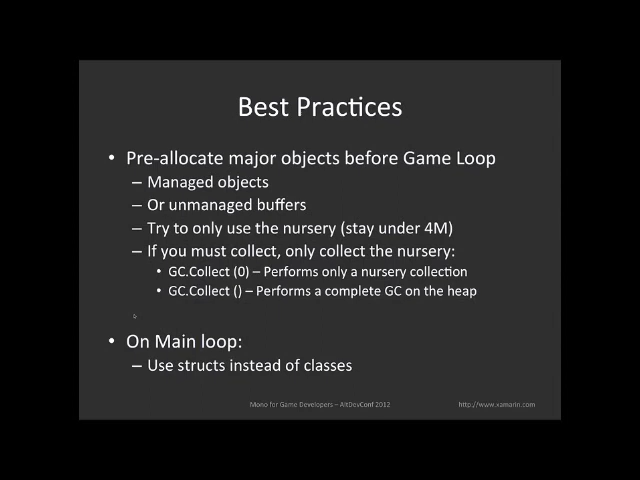 Best Practices
• Pre-allocate major objects before Game Loop
– Managed objects
– Or unmanaged buffers
– Try to only use the nursery (stay under 4M)
– If you must collect, only collect the nursery:
• GC.Collect (0) – Performs only a nursery collection
• GC.Collect () – Performs a complete GC on the heap
• On Main loop:
– Use structs instead of classes
Mono for Game Developers – AltDevConf 2012
http://www.xamarin.com